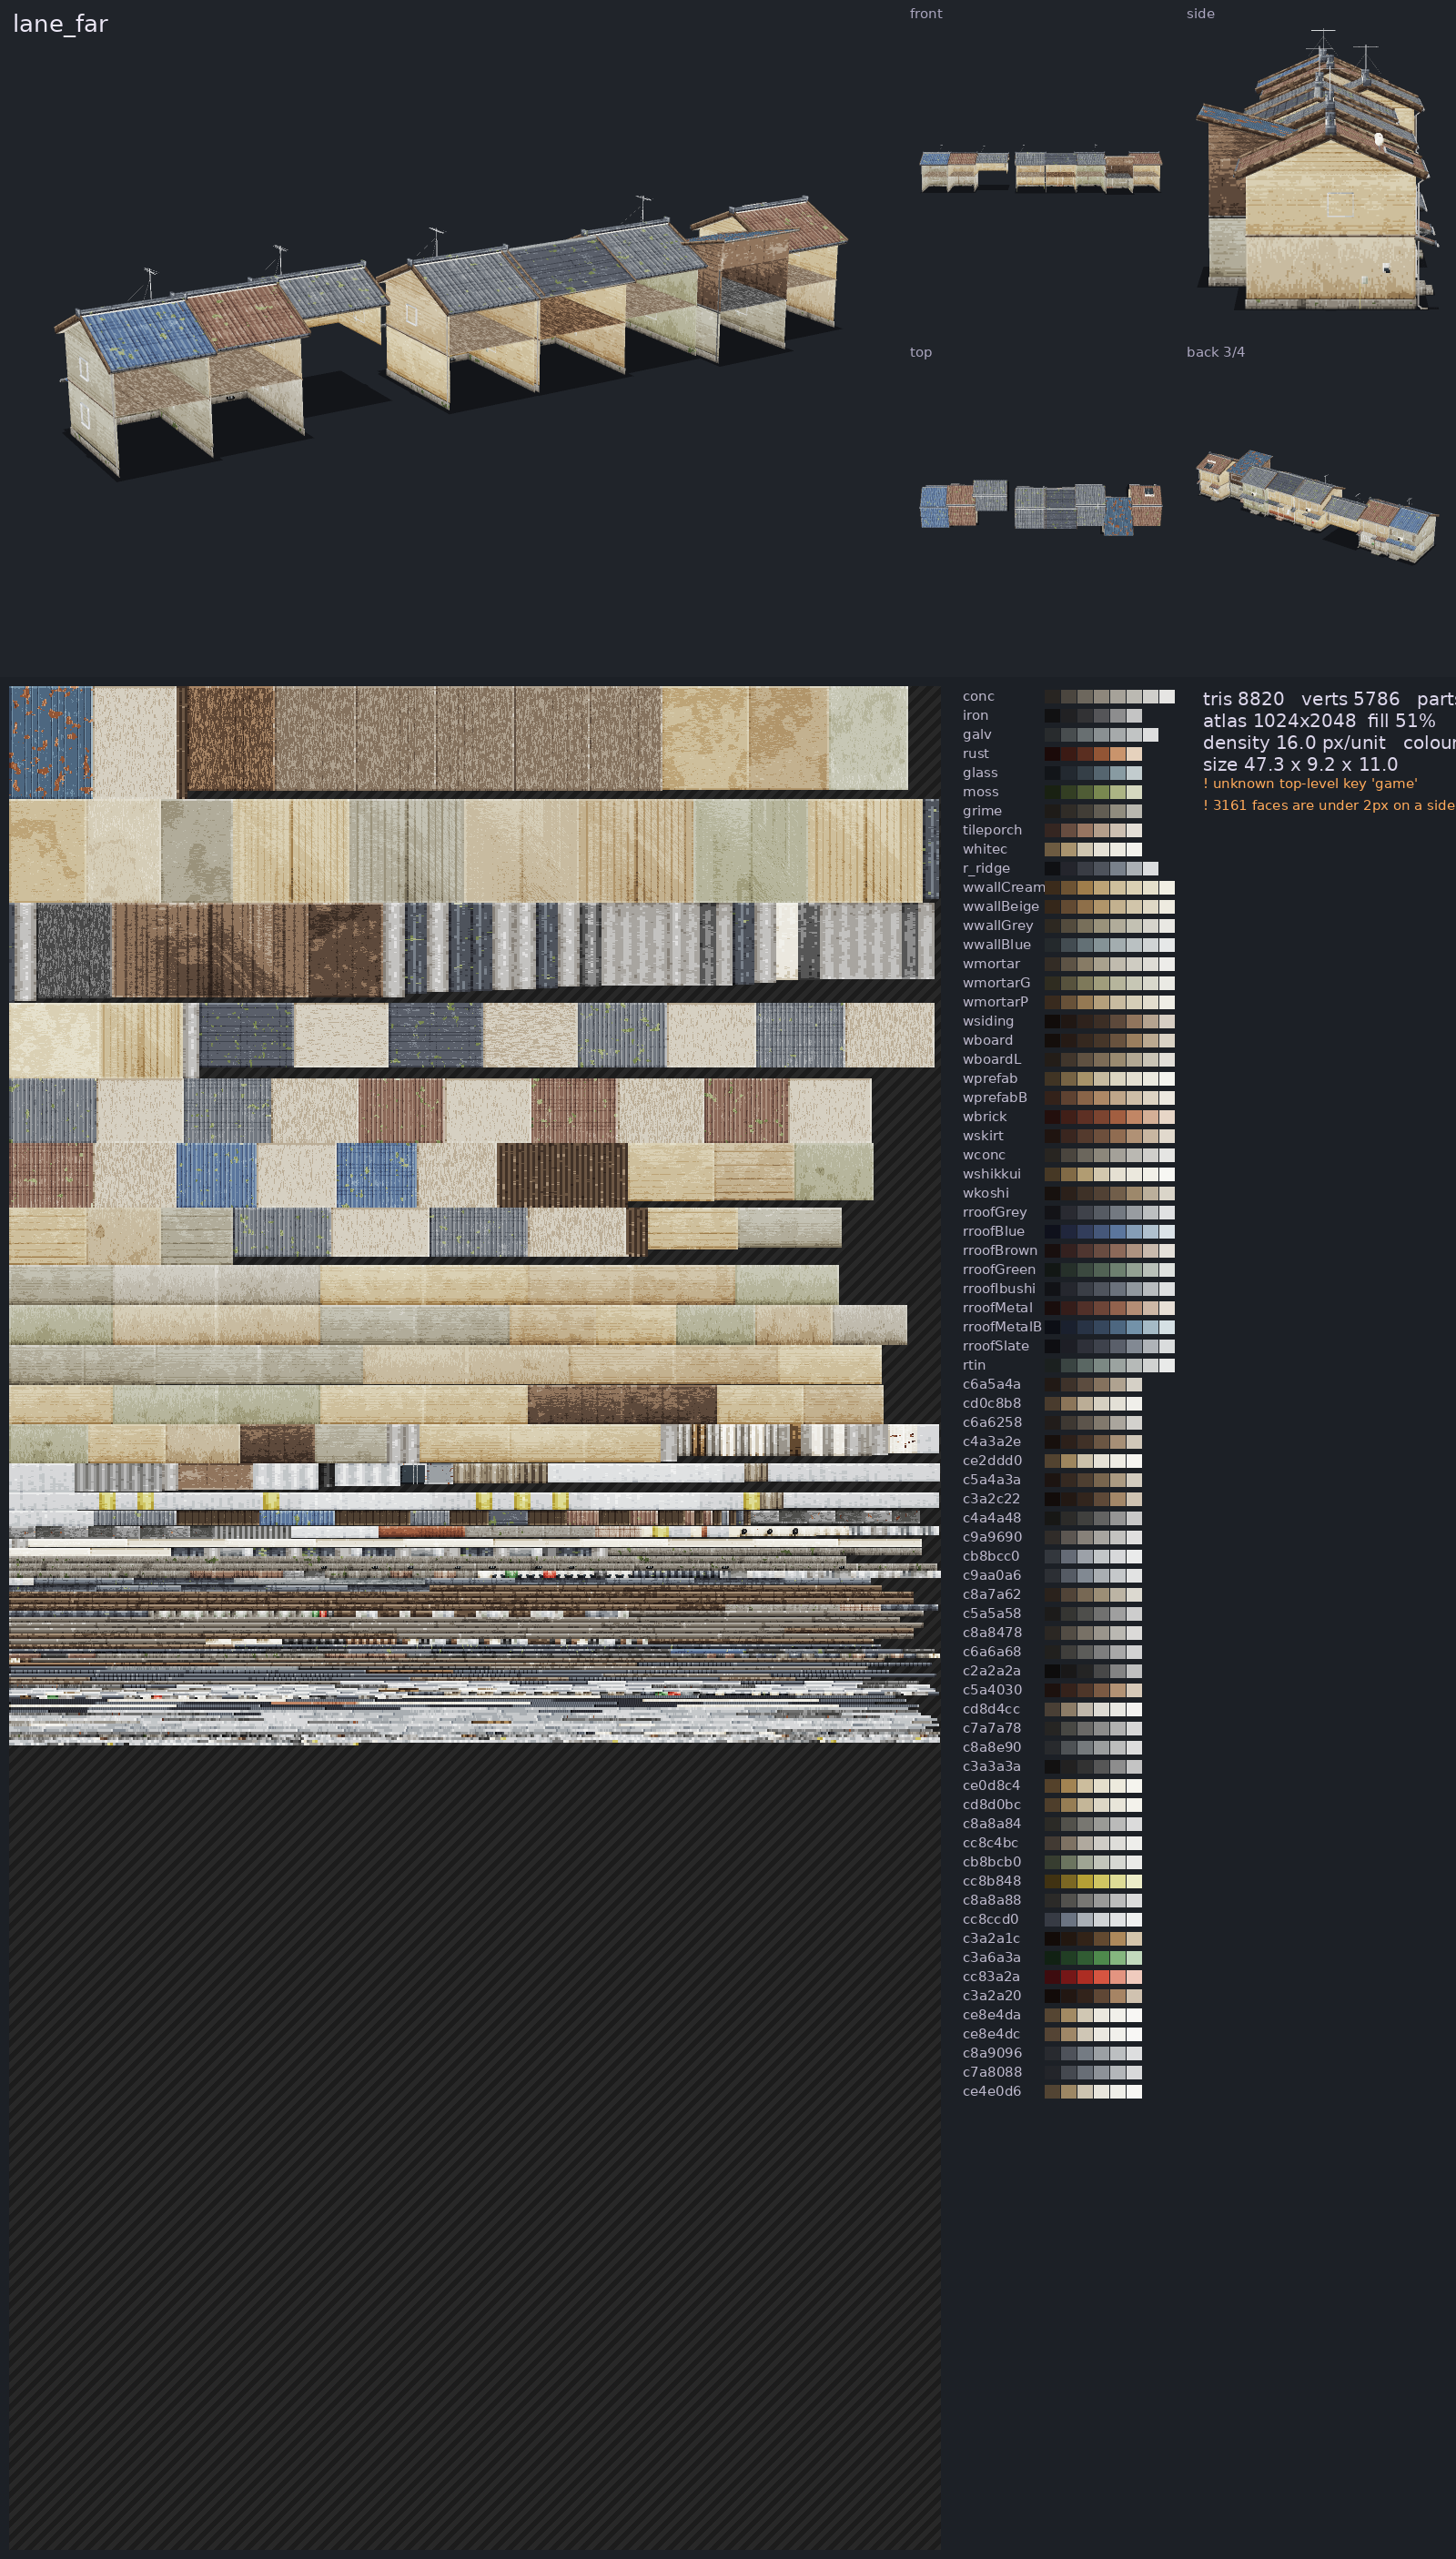 lane_far
front
side
top
back 3/4
conc
iron
galv
rust
glass
moss
grime
tileporch
whitec
r_ridge
wwallCream
wwallBeige
wwallGrey
wwallBlue
wmortar
wmortarG
wmortarP
wsiding
wboard
wboardL
wprefab
wprefabB
wbrick
wskirt
wconc
wshikkui
wkoshi
rroofGrey
rroofBlue
rroofBrown
rroofGreen
rroofIbushi
rroofMetal
rroofMetalB
rroofSlate
rtin
c6a5a4a
cd0c8b8
c6a6258
c4a3a2e
ce2ddd0
c5a4a3a
c3a2c22
c4a4a48
c9a9690
cb8bcc0
c9aa0a6
c8a7a62
c5a5a58
c8a8478
c6a6a68
c2a2a2a
c5a4030
cd8d4cc
c7a7a78
c8a8e90
c3a3a3a
ce0d8c4
cd8d0bc
c8a8a84
cc8c4bc
cb8bcb0
cc8b848
c8a8a88
cc8ccd0
c3a2a1c
c3a6a3a
cc83a2a
c3a2a20
ce8e4da
ce8e4dc
c8a9096
c7a8088
ce4e0d6
tris 8820 verts 5786 parts
atlas 1024x2048 fill 51%
density 16.0 px/unit colour
size 47.3 x 9.2 x 11.0
! unknown top-level key 'game'
! 3161 faces are under 2px on a side